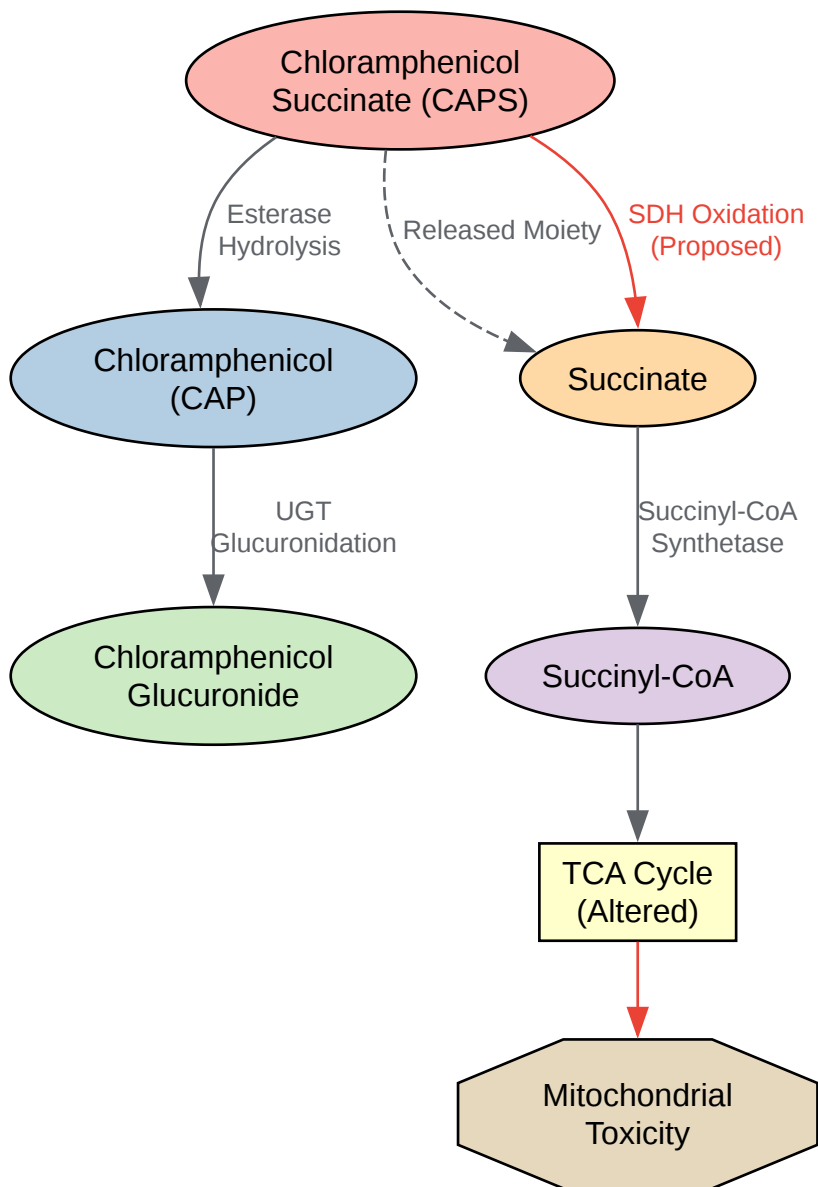 Chloramphenicol
Succinate (CAPS)
Esterase
Hydrolysis
Released Moiety
SDH Oxidation
(Proposed)
Chloramphenicol
(CAP)
Succinate
UGT
Glucuronidation
Succinyl-CoA
Synthetase
Chloramphenicol
Glucuronide
Succinyl-CoA
TCA Cycle
(Altered)
Mitochondrial
Toxicity